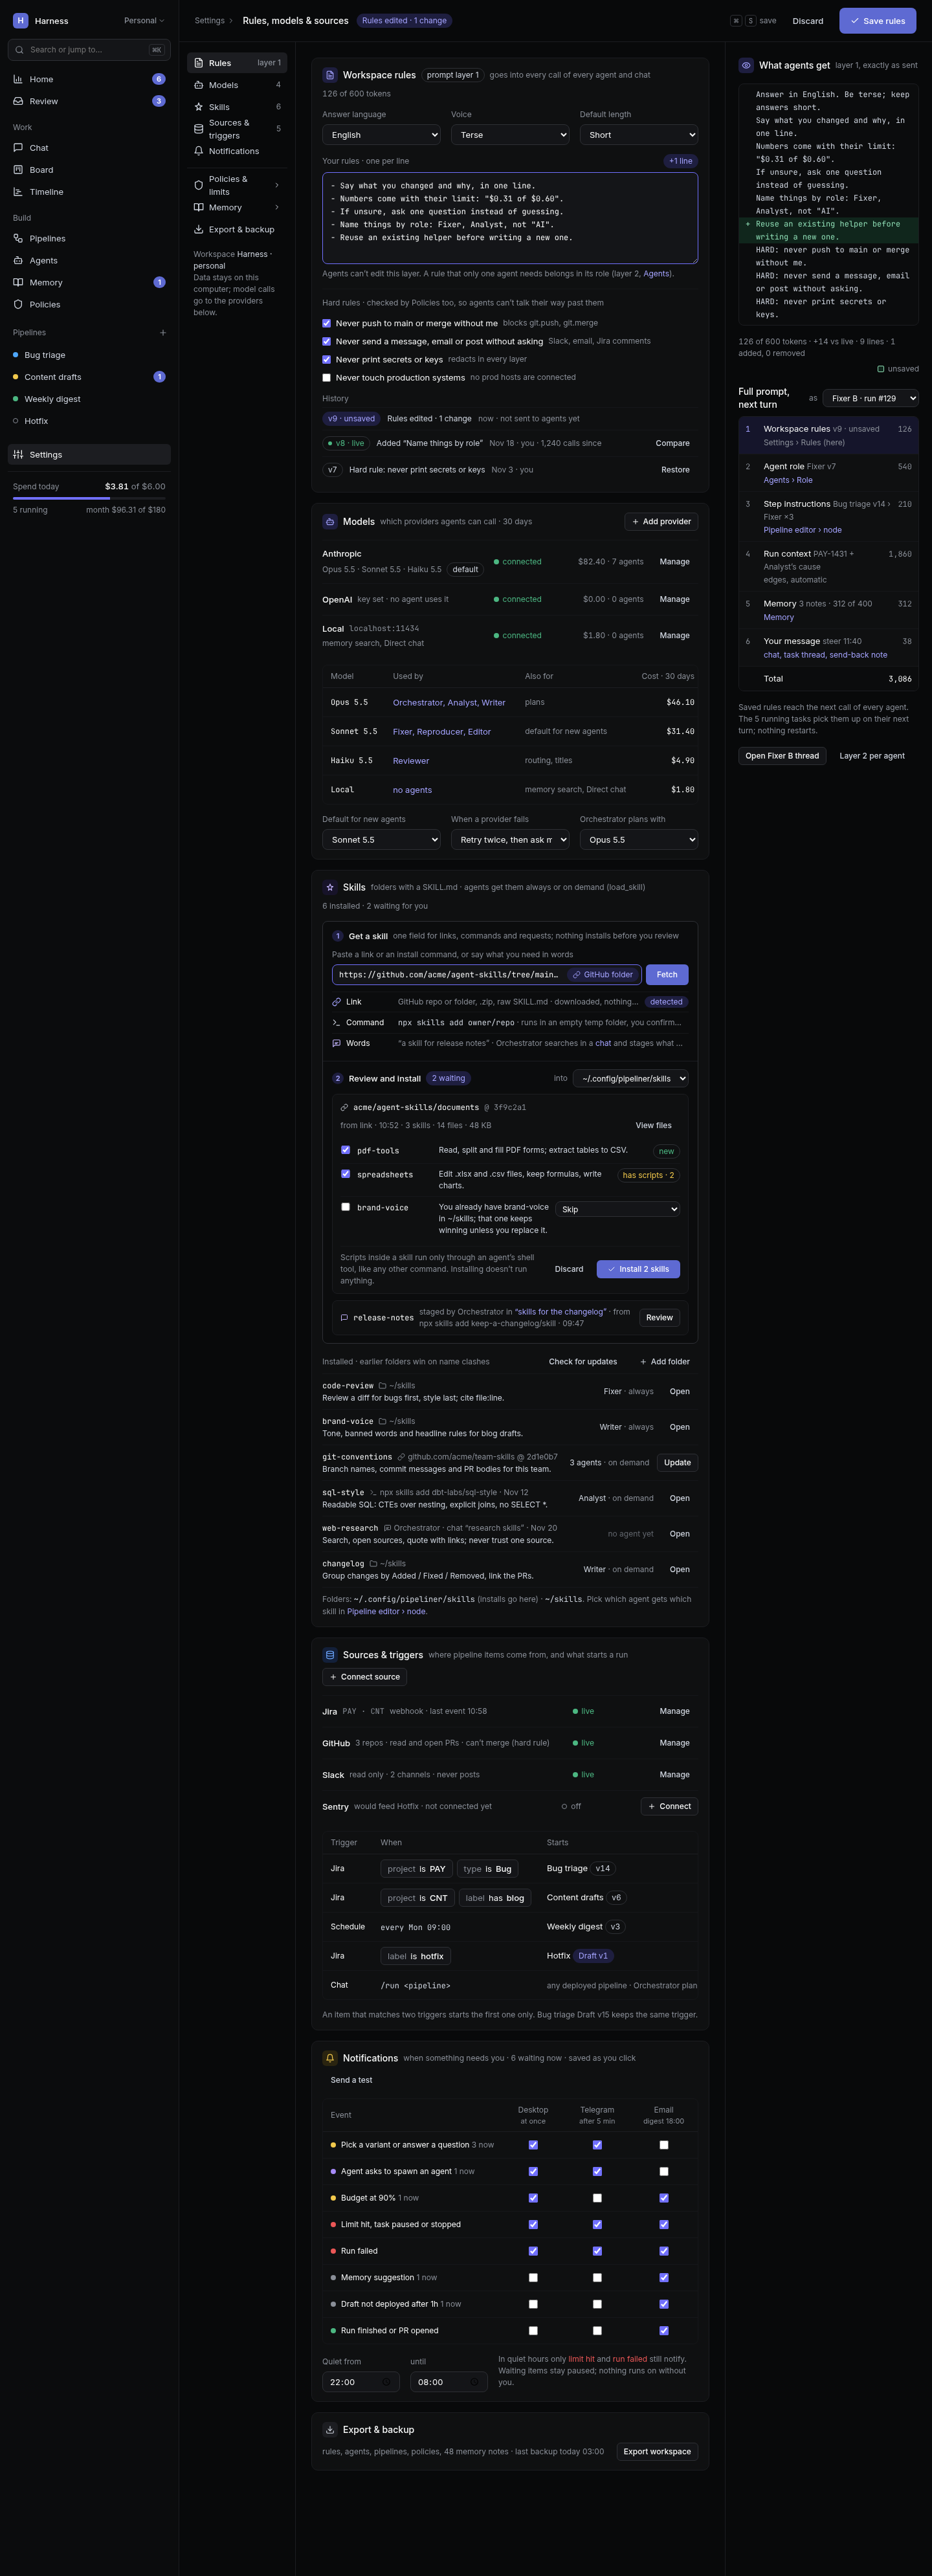 H Harness Personal
Search or jump to... ⌘K
Home 6
Review 3
Work
Chat
Board
Timeline
Build
Pipelines
Agents
Memory 1
Policies
Pipelines +
Bug triage
Content drafts 1
Weekly digest
Hotfix
Settings
Spend today $3.81 of $6.00
5 running month $96.31 of $180
Settings › Rules, models & sources Rules edited · 1 change
⌘ S save Discard Save rules
Rules layer 1
Models 4
Skills 6
Sources & triggers 5
Notifications
Policies & limits ›
Memory ›
Export & backup
Workspace Harness · personal
Data stays on this computer; model calls go to the providers below.
Workspace rules prompt layer 1 goes into every call of every agent and chat
126 of 600 tokens
Answer language Voice Default length
English Terse Short
Your rules · one per line +1 line
- Say what you changed and why, in one line.
- Numbers come with their limit: "$0.31 of $0.60".
- If unsure, ask one question instead of guessing.
- Name things by role: Fixer, Analyst, not "AI".
- Reuse an existing helper before writing a new one.
Agents can't edit this layer. A rule that only one agent needs belongs in its role (layer 2, Agents).
Hard rules · checked by Policies too, so agents can't talk their way past them
Never push to main or merge without me blocks git.push, git.merge
Never send a message, email or post without asking Slack, email, Jira comments
Never print secrets or keys redacts in every layer
Never touch production systems no prod hosts are connected
History
v9 · unsaved Rules edited · 1 change now · not sent to agents yet
v8 · live Added “Name things by role” Nov 18 · you · 1,240 calls since Compare
v7 Hard rule: never print secrets or keys Nov 3 · you Restore
Models which providers agents can call · 30 days + Add provider
Anthropic
Opus 5.5 · Sonnet 5.5 · Haiku 5.5 default connected $82.40 · 7 agents Manage
OpenAI key set · no agent uses it connected $0.00 · 0 agents Manage
Local localhost:11434
memory search, Direct chat connected $1.80 · 0 agents Manage
Model Used by Also for Cost · 30 days
Opus 5.5 Orchestrator, Analyst, Writer plans $46.10
Sonnet 5.5 Fixer, Reproducer, Editor default for new agents $31.40
Haiku 5.5 Reviewer routing, titles $4.90
Local no agents memory search, Direct chat $1.80
Default for new agents When a provider fails Orchestrator plans with
Sonnet 5.5 Retry twice, then ask m Opus 5.5
Skills folders with a SKILL.md · agents get them always or on demand (load_skill)
6 installed · 2 waiting for you
1 Get a skill one field for links, commands and requests; nothing installs before you review
Paste a link or an install command, or say what you need in words
https://github.com/acme/agent-skills/tree/main… GitHub folder Fetch
Link GitHub repo or folder, .zip, raw SKILL.md · downloaded, nothing… detected
Command npx skills add owner/repo · runs in an empty temp folder, you confirm…
Words “a skill for release notes” · Orchestrator searches in a chat and stages what …
2 Review and install 2 waiting into ~/.config/pipeliner/skills
acme/agent-skills/documents @ 3f9c2a1
from link · 10:52 · 3 skills · 14 files · 48 KB View files
pdf-tools Read, split and fill PDF forms; extract tables to CSV. new
spreadsheets Edit .xlsx and .csv files, keep formulas, write charts. has scripts · 2
brand-voice You already have brand-voice in ~/skills; that one keeps winning unless you replace it. Skip
Scripts inside a skill run only through an agent's shell tool, like any other command. Installing doesn't run anything. Discard Install 2 skills
release-notes staged by Orchestrator in “skills for the changelog” · from npx skills add keep-a-changelog/skill · 09:47 Review
Installed · earlier folders win on name clashes Check for updates + Add folder
code-review ~/skills
Review a diff for bugs first, style last; cite file:line. Fixer · always Open
brand-voice ~/skills
Tone, banned words and headline rules for blog drafts. Writer · always Open
git-conventions github.com/acme/team-skills @ 2d1e0b7
Branch names, commit messages and PR bodies for this team. 3 agents · on demand Update
sql-style npx skills add dbt-labs/sql-style · Nov 12
Readable SQL: CTEs over nesting, explicit joins, no SELECT *. Analyst · on demand Open
web-research Orchestrator · chat “research skills” · Nov 20
Search, open sources, quote with links; never trust one source. no agent yet Open
changelog ~/skills
Group changes by Added / Fixed / Removed, link the PRs. Writer · on demand Open
Folders: ~/.config/pipeliner/skills (installs go here) · ~/skills. Pick which agent gets which skill in Pipeline editor › node.
Sources & triggers where pipeline items come from, and what starts a run
+ Connect source
Jira PAY · CNT webhook · last event 10:58 live Manage
GitHub 3 repos · read and open PRs · can't merge (hard rule) live Manage
Slack read only · 2 channels · never posts live Manage
Sentry would feed Hotfix · not connected yet off + Connect
Trigger When Starts
Jira project is PAY type is Bug Bug triage v14
Jira project is CNT label has blog Content drafts v6
Schedule every Mon 09:00 Weekly digest v3
Jira label is hotfix Hotfix Draft v1
Chat /run <pipeline> any deployed pipeline · Orchestrator plan
An item that matches two triggers starts the first one only. Bug triage Draft v15 keeps the same trigger.
Notifications when something needs you · 6 waiting now · saved as you click
Send a test
Event Desktop at once Telegram after 5 min Email digest 18:00
Pick a variant or answer a question 3 now
Agent asks to spawn an agent 1 now
Budget at 90% 1 now
Limit hit, task paused or stopped
Run failed
Memory suggestion 1 now
Draft not deployed after 1h 1 now
Run finished or PR opened
Quiet from until
22:00 08:00
In quiet hours only limit hit and run failed still notify. Waiting items stay paused; nothing runs on without you.
Export & backup
rules, agents, pipelines, policies, 48 memory notes · last backup today 03:00 Export workspace
What agents get layer 1, exactly as sent
Answer in English. Be terse; keep
answers short.
Say what you changed and why, in
one line.
Numbers come with their limit:
"$0.31 of $0.60".
If unsure, ask one question
instead of guessing.
Name things by role: Fixer,
Analyst, not "AI".
+ Reuse an existing helper before
writing a new one.
HARD: never push to main or merge
without me.
HARD: never send a message, email
or post without asking.
HARD: never print secrets or
keys.
126 of 600 tokens · +14 vs live · 9 lines · 1 added, 0 removed
unsaved
Full prompt, next turn as Fixer B · run #129
1 Workspace rules v9 · unsaved 126
Settings › Rules (here)
2 Agent role Fixer v7 540
Agents › Role
3 Step instructions Bug triage v14 › Fixer ×3 210
Pipeline editor › node
4 Run context PAY-1431 + Analyst's cause 1,860
edges, automatic
5 Memory 3 notes · 312 of 400 312
Memory
6 Your message steer 11:40 38
chat, task thread, send-back note
Total 3,086
Saved rules reach the next call of every agent. The 5 running tasks pick them up on their next turn; nothing restarts.
Open Fixer B thread Layer 2 per agent